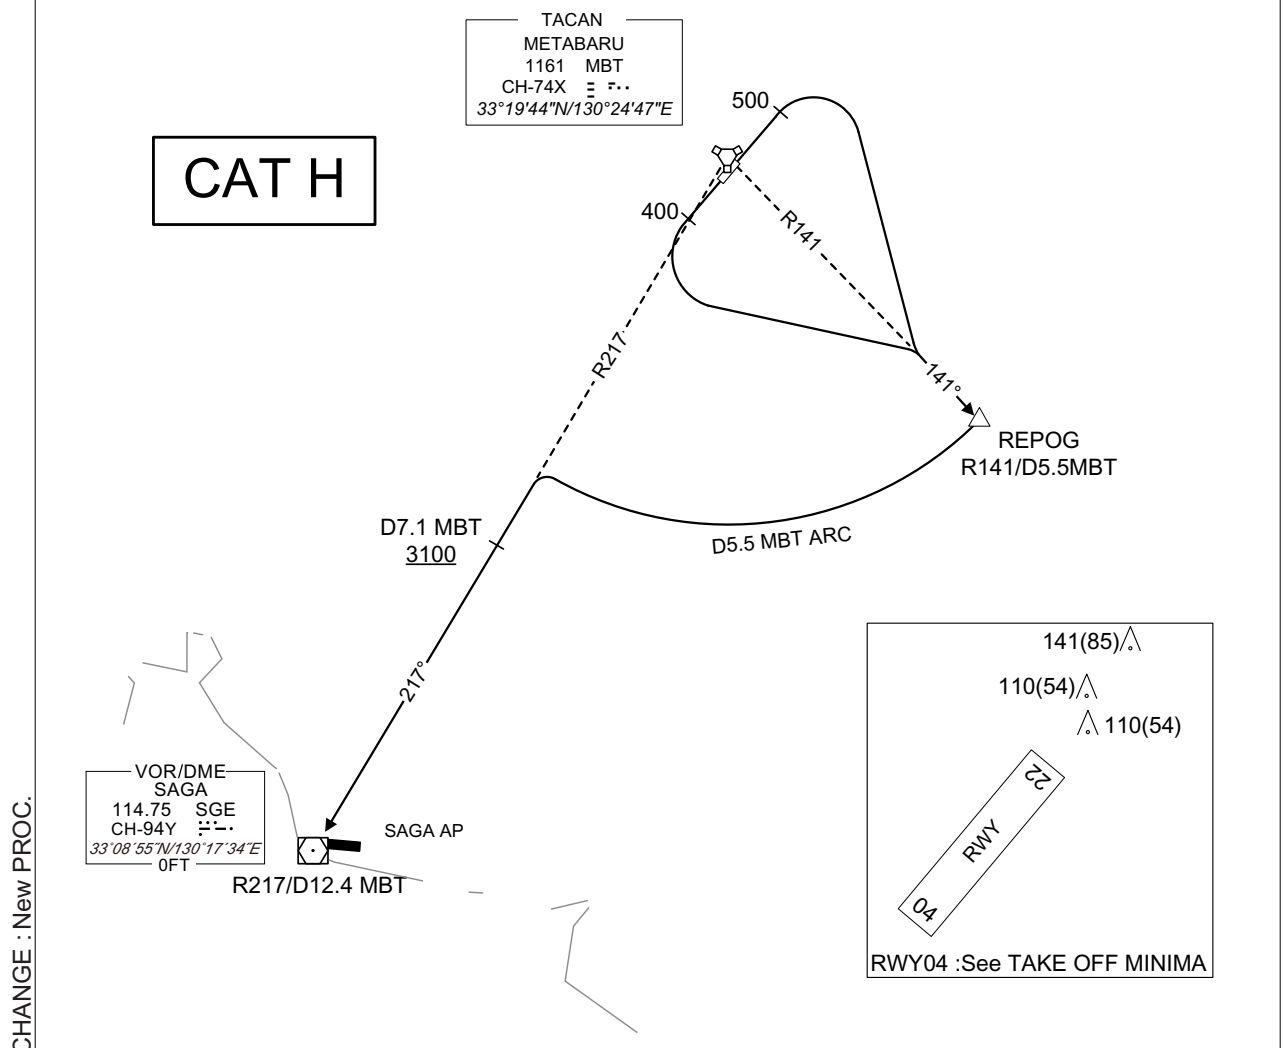 TACAN
METABARU
1161 MBT
CH-74X
33°19'44"N/130°24'47"E
CAT H
500
400
R141
R217
141°
REPOG
R141/D5.5MBT
D7.1 MBT
3100
D5.5 MBT ARC
217°
VOR/DME
SAGA
114.75 SGE
CH-94Y
33°08′55″N/130°17′34″E
0FT
SAGA AP
R217/D12.4 MBT
141(85)
110(54)
110(54)
22
RWY
04
RWY04 :See TAKE OFF MINIMA
CHANGE : New PROC.